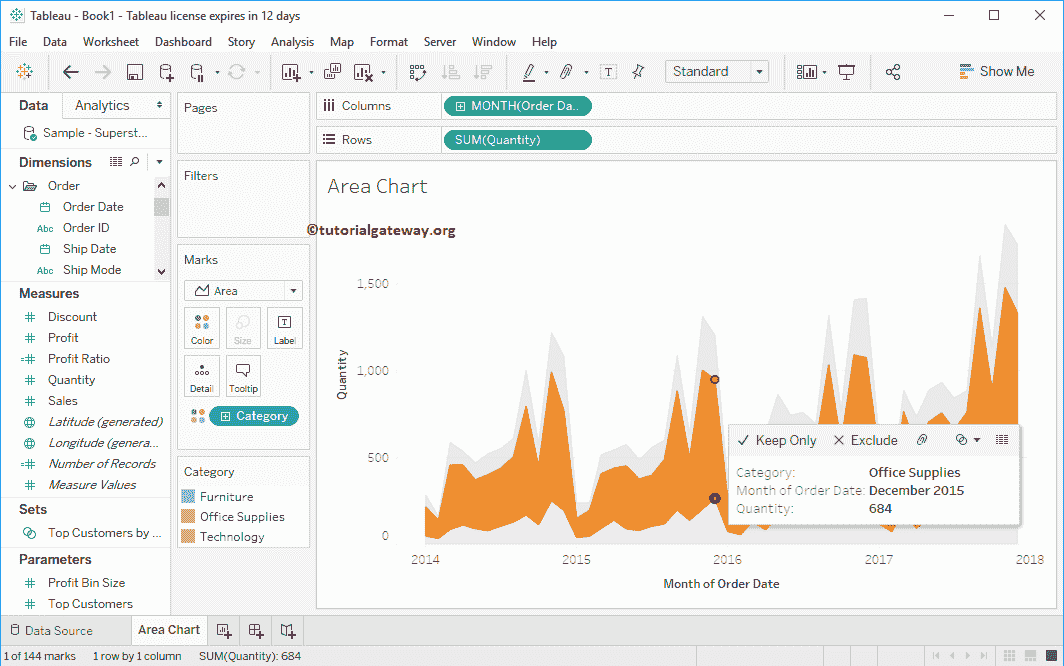 Tableau - Book1 - Tableau license expires in 12 days
File Data Worksheet Dashboard Story Analysis Map Format Server Window Help
Standard
Show Me
Data
Analytics
Sample - Superst...
Dimensions
Order
Order Date
Abc Order ID
Ship Date
Abc Ship Mode
Measures
Discount
Profit
Profit Ratio
Quantity
Sales
Latitude (generated)
Longitude (genera...
Number of Records
Measure Values
Sets
Top Customers by ...
Parameters
Profit Bin Size
Top Customers
Pages
Filters
Marks
Area
Color
Size
Label
Detail
Tooltip
Category
Category
Furniture
Office Supplies
Technology
Columns
MONTH(Order Da..
Rows
SUM(Quantity)
Area Chart
©tutorialgateway.org
1,500
1,000
500
0
Quantity
2014 2015 2016 2017 2018
Month of Order Date
Keep Only
Exclude
Category: Office Supplies
Month of Order Date: December 2015
Quantity: 684
Data Source
Area Chart
1 of 144 marks 1 row by 1 column SUM(Quantity): 684